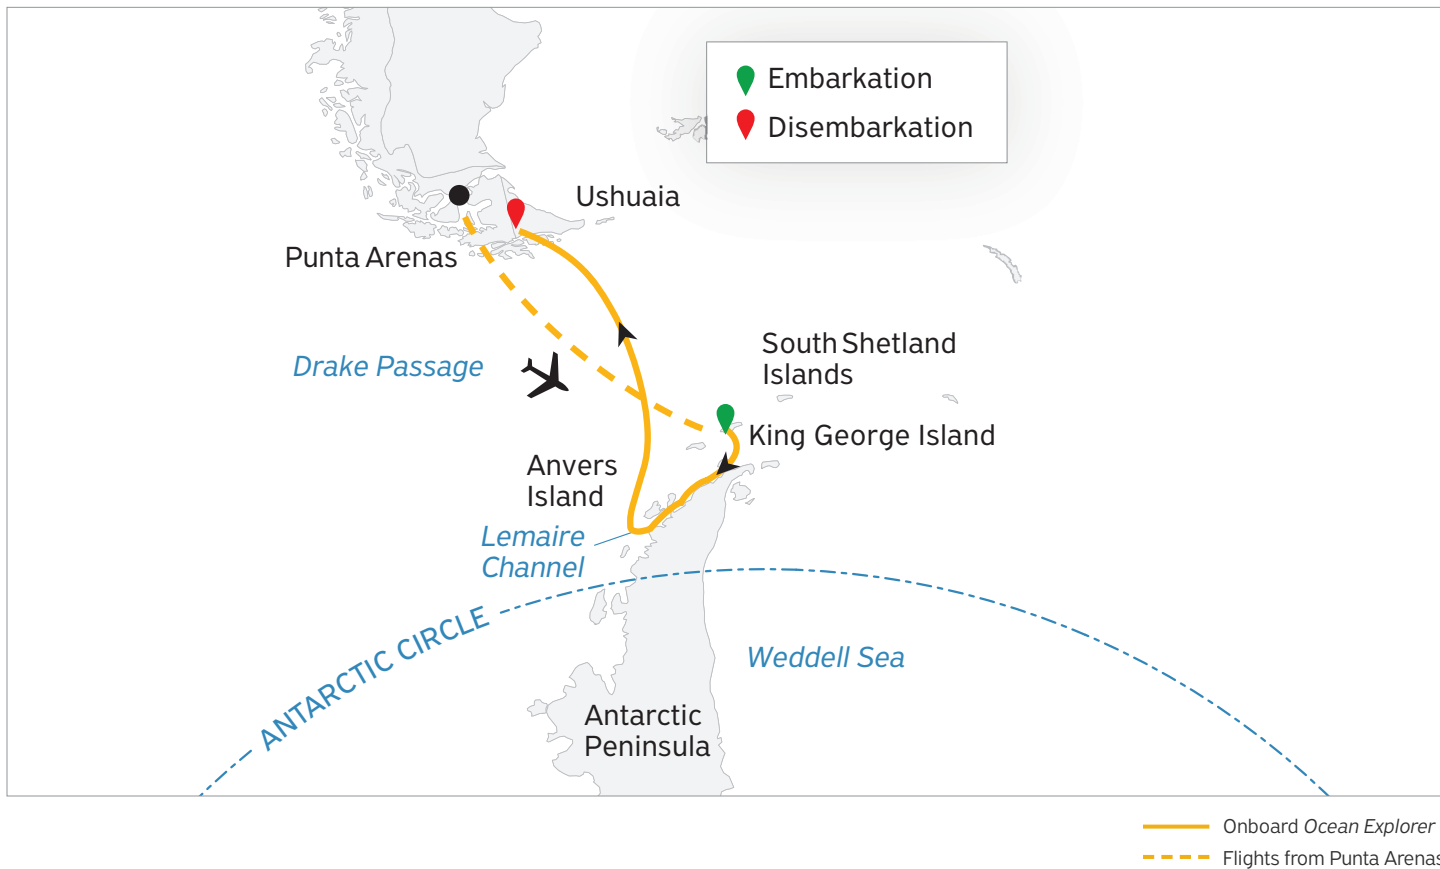 Embarkation
Disembarkation
Ushuaia
Punta Arenas
Drake Passage
South Shetland
Islands
King George Island
Anvers
Island
Lemaire
Channel
ANTARCTIC CIRCLE
Weddell Sea
Antarctic
Peninsula
Onboard Ocean Explorer
Flights from Punta Arenas